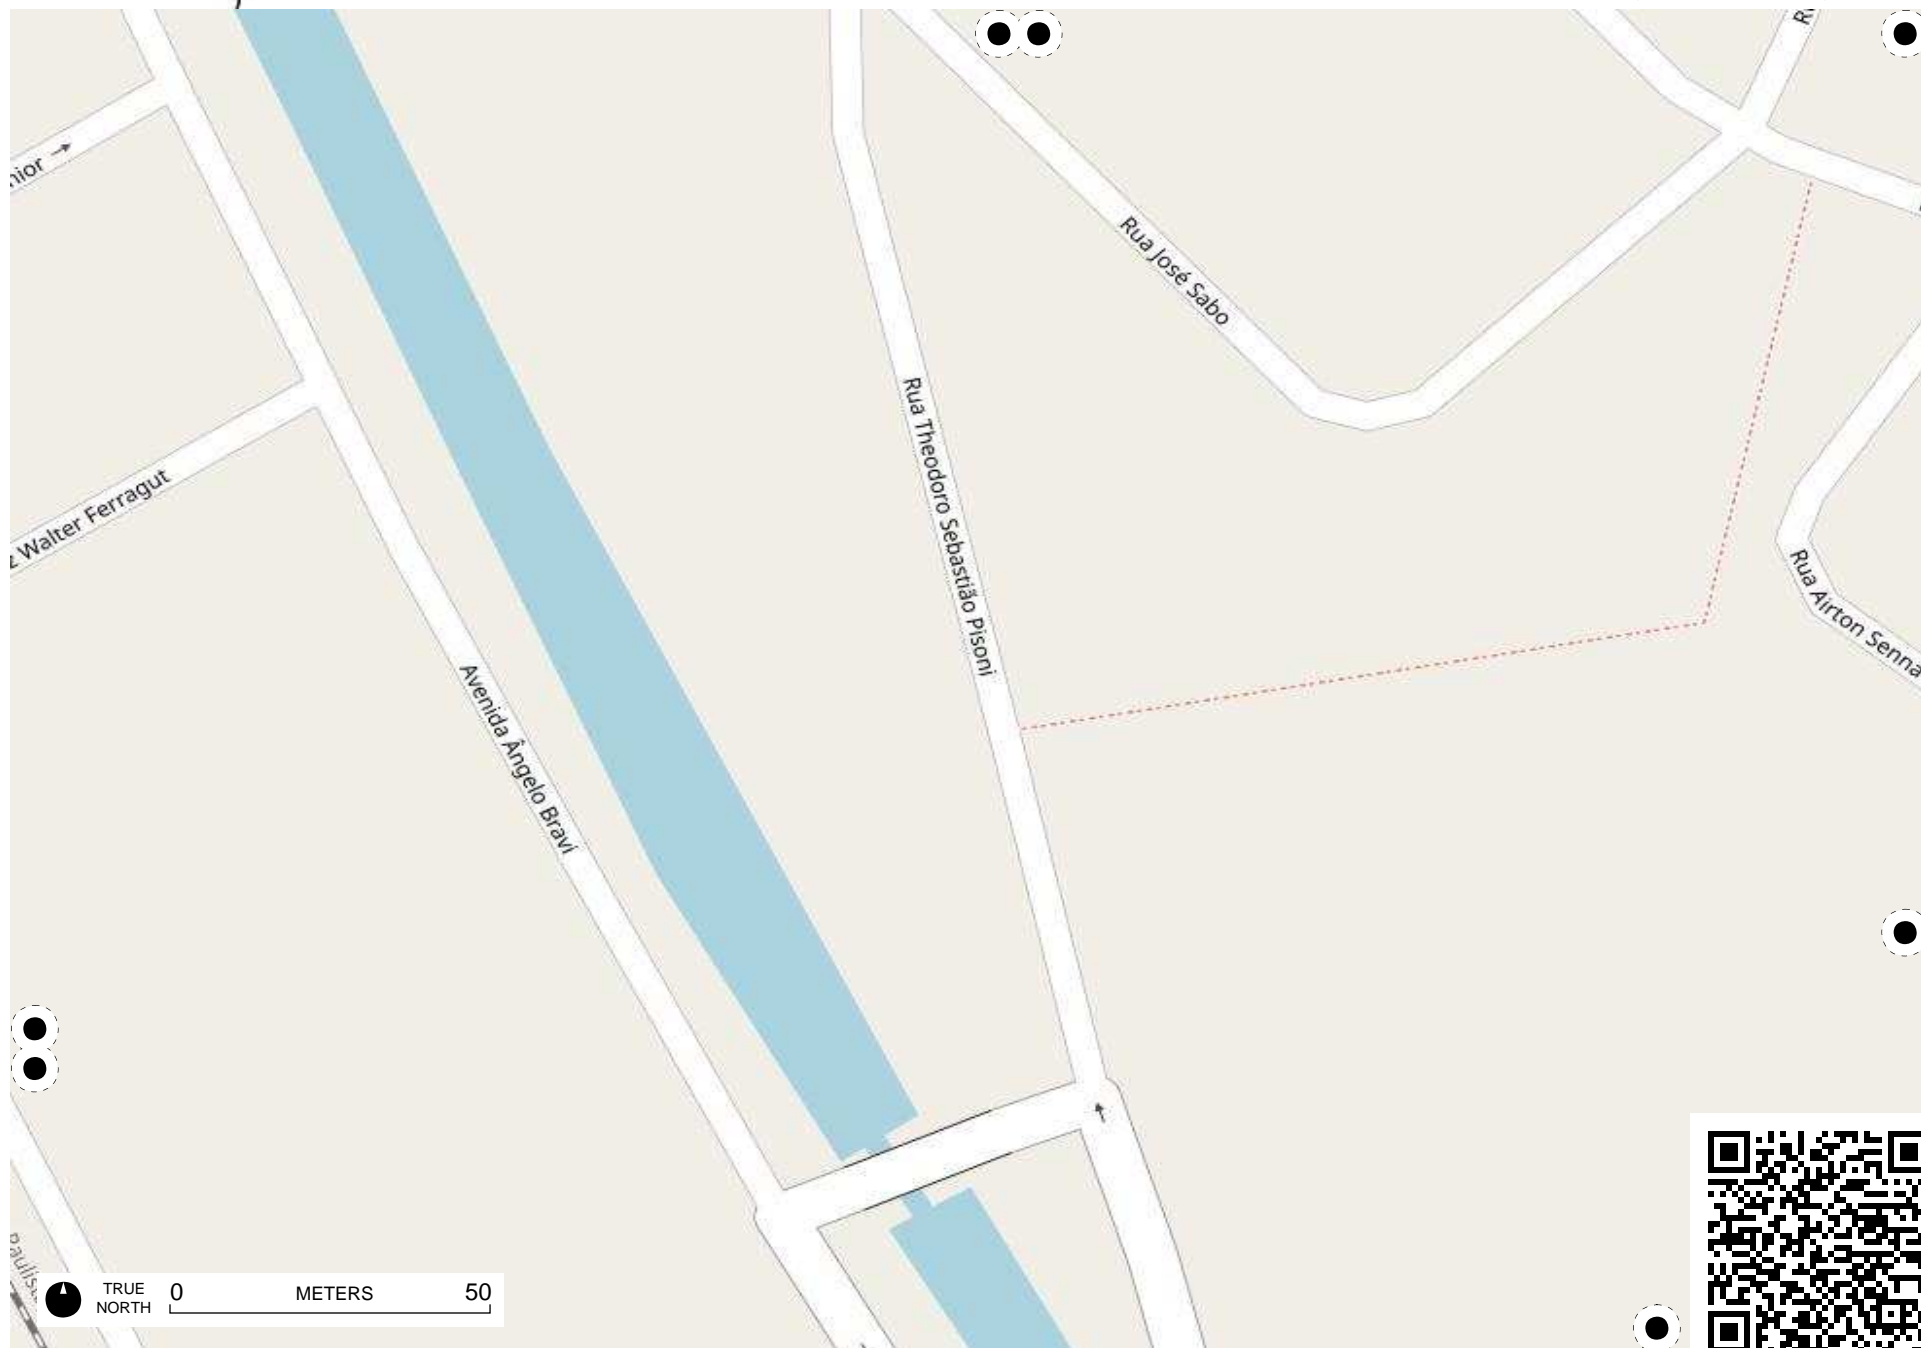 nior →
Rua José Sabo
Rua Theodoro Sebastião Pisoni
Walter Ferragut
Rua Airton Senna
Avenida Ângelo Bravi
TRUE NORTH
0 METERS 50